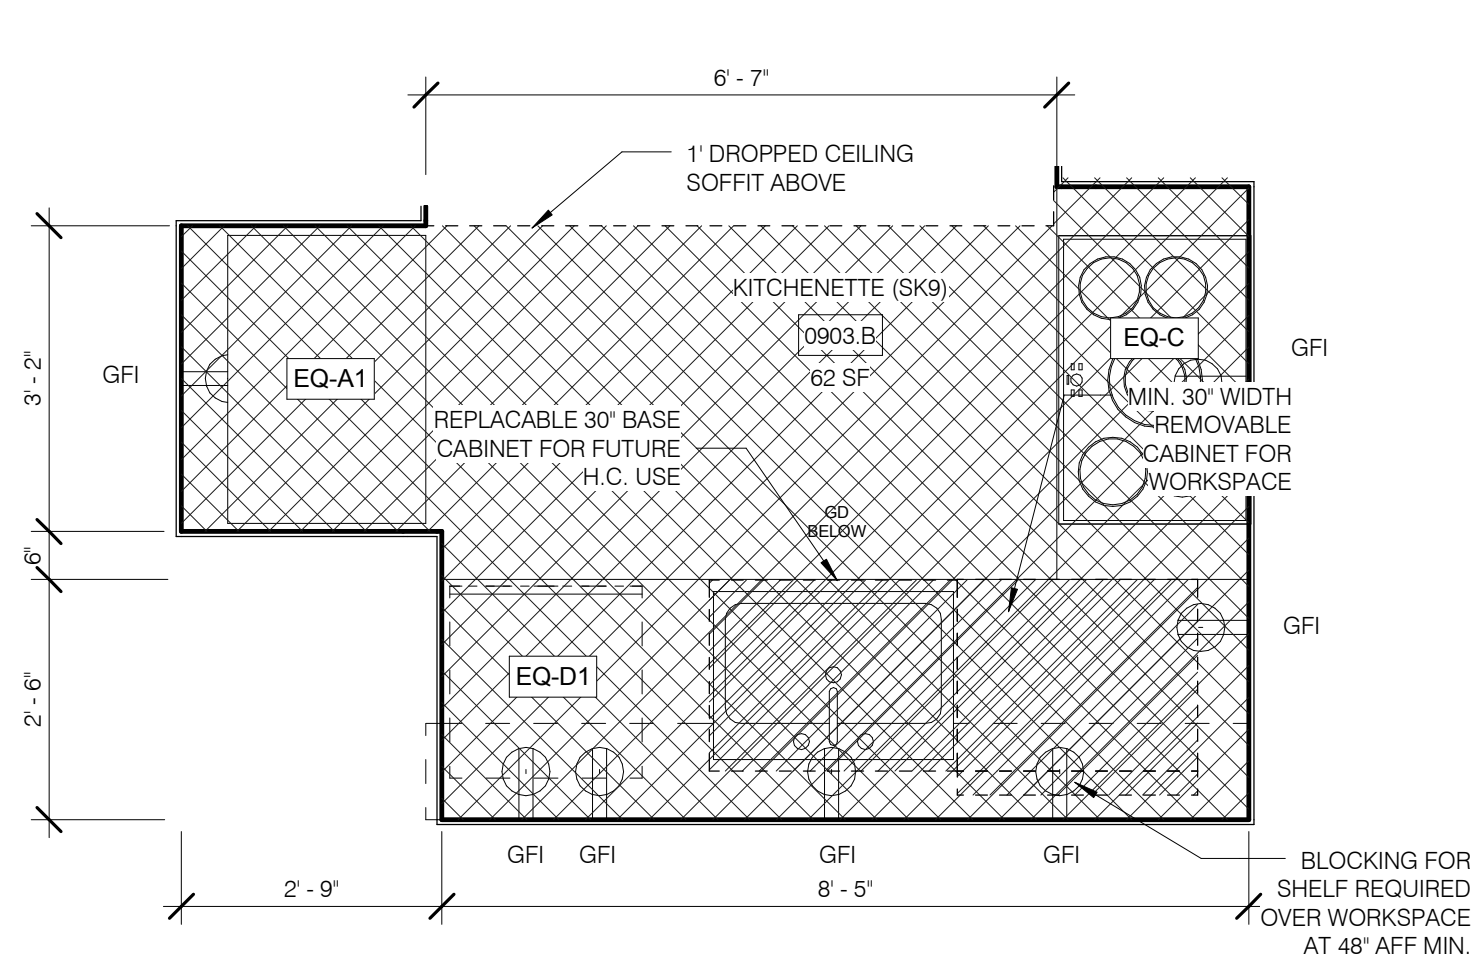 6' - 7"
1' DROPPED CEILING
SOFFIT ABOVE
KITCHENETTE (SK9)
0903.B
62 SF
EQ-C
GFI
GFI
EQ-A1
3' - 2"
MIN. 30" WIDTH
REMOVABLE
CABINET FOR
WORKSPACE
REPLACABLE 30" BASE
CABINET FOR FUTURE
H.C. USE
GD
BELOW
6"
GFI
EQ-D1
2' - 6"
GFI
GFI
GFI
GFI
BLOCKING FOR
SHELF REQUIRED
OVER WORKSPACE
AT 48" AFF MIN.
2' - 9"
8' - 5"